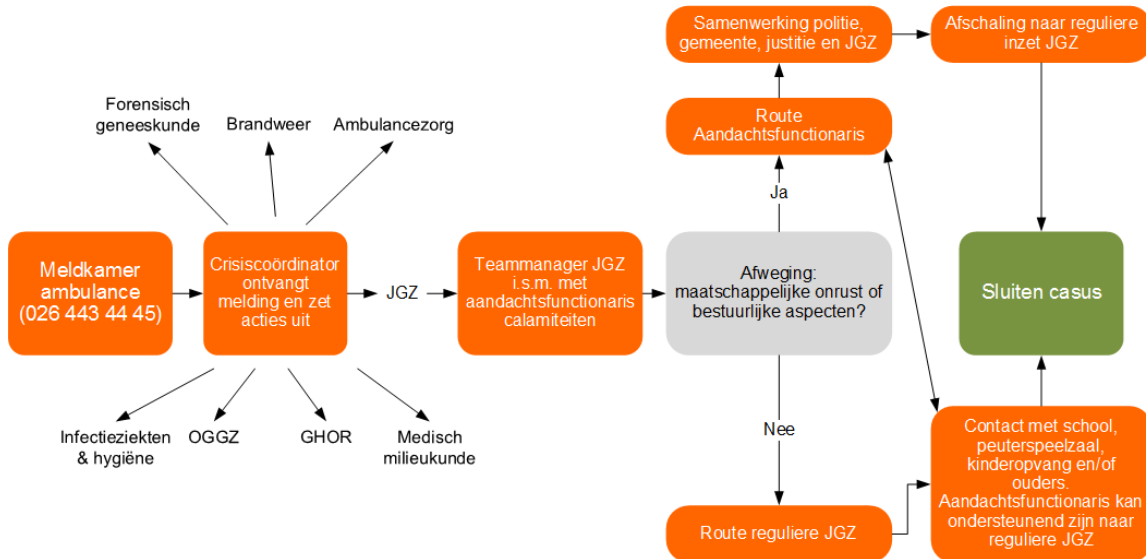 Samenwerking politie,
gemeente, justitie en JGZ
Afschaling naar reguliere
inzet JGZ
Forensisch
geneeskunde
Brandweer
Ambulancezorg
Route
Aandachtsfunctionaris
Ja
Meldkamer
ambulance
(026 443 44 45)
Crisiscoördinator
ontvangt
melding en zet
acties uit
JGZ
Teammanager JGZ
i.s.m. met
aandachtsfunctionaris
calamiteiten
Afweging:
maatschappelijke onrust of
bestuurlijke aspecten?
Sluiten casus
Infectieziekten
& hygiëne
OGGZ
GHOR
Medisch
milieukunde
Nee
Contact met school,
peuterspeelzaal,
kinderopvang en/of
ouders.
Aandachtsfunctionaris kan
ondersteunend zijn naar
reguliere JGZ
Route reguliere JGZ